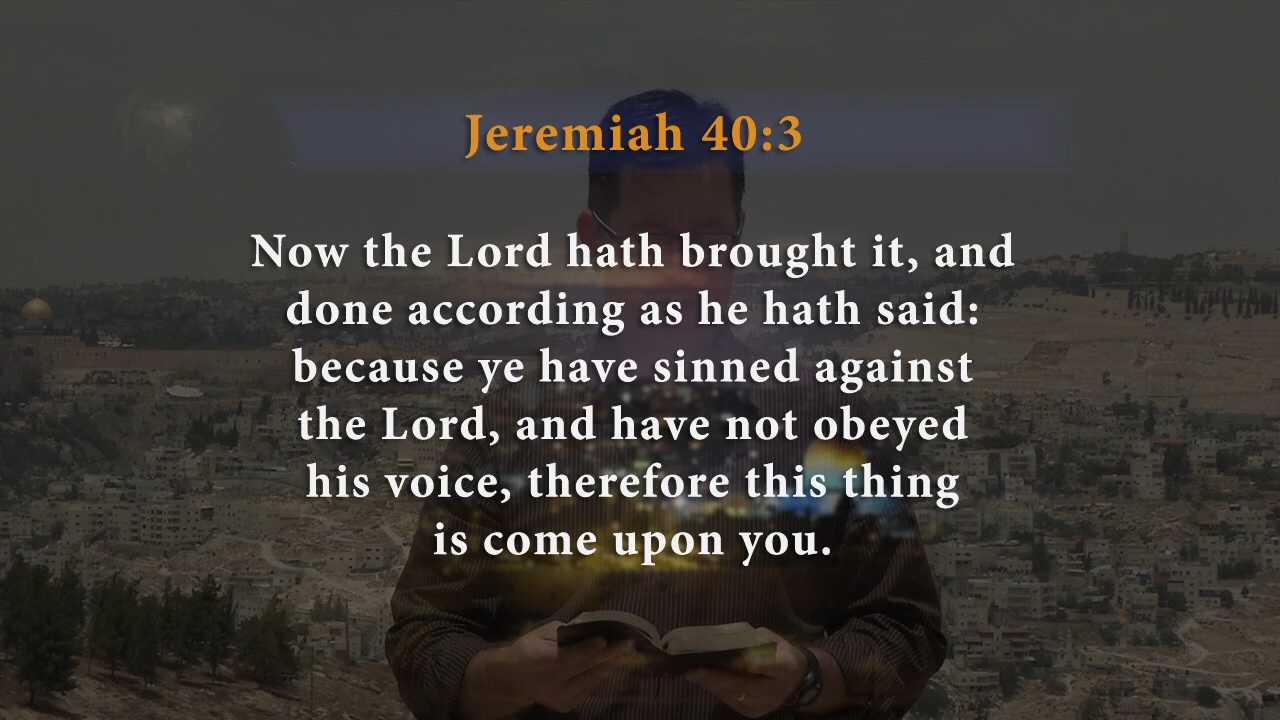 Jeremiah 40:3
Now the Lord hath brought it, and
done according as he hath said:
because ye have sinned against
the Lord, and have not obeyed
his voice, therefore this thing
is come upon you.